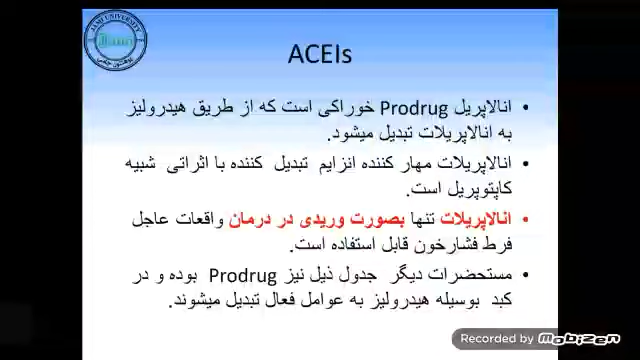 JAMI UNIVERSITY
ACEIs
• انالاپریل Prodrug خوراکی است که از طریق هیدرولیز
به انالاپریلات تبدیل میشود.
• انالاپریلات مهار کننده انزایم تبدیل کننده با اثراتی شبیه
کاپتوپریل است.
• انالاپریلات تنها بصورت وریدی در درمان واقعات عاجل
فرط فشارخون قابل استفاده است.
• مستحضرات دیگر جدول ذیل نیز Prodrug بوده و در
کبد بوسیله هیدرولیز به عوامل فعال تبدیل میشوند.
Recorded by MOBIZEN